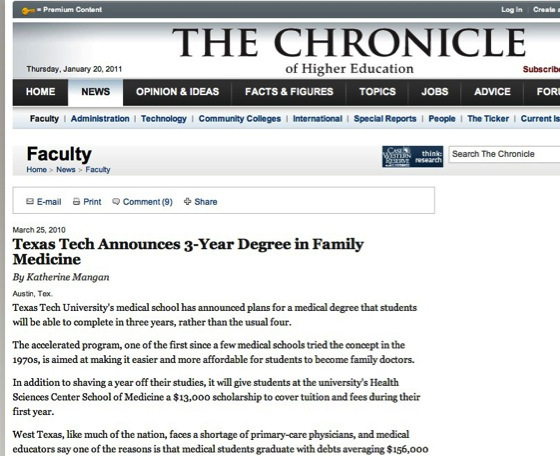 = Premium Content
Log In | Create a
THE CHRONICLE
of Higher Education
Thursday, January 20, 2011
Subscribe
HOME NEWS OPINION & IDEAS FACTS & FIGURES TOPICS JOBS ADVICE FORU
Faculty | Administration | Technology | Community Colleges | International | Special Reports | People | The Ticker | Current Is
Faculty
Home > News > Faculty
CASE WESTERN RESERVE
think:
research
Search The Chronicle
E-mail Print Comment (9) Share
March 25, 2010
Texas Tech Announces 3-Year Degree in Family
Medicine
By Katherine Mangan
Austin, Tex.
Texas Tech University's medical school has announced plans for a medical degree that students
will be able to complete in three years, rather than the usual four.
The accelerated program, one of the first since a few medical schools tried the concept in the
1970s, is aimed at making it easier and more affordable for students to become family doctors.
In addition to shaving a year off their studies, it will give students at the university's Health
Sciences Center School of Medicine a $13,000 scholarship to cover tuition and fees during their
first year.
West Texas, like much of the nation, faces a shortage of primary-care physicians, and medical
educators say one of the reasons is that medical students graduate with debts averaging $156,000